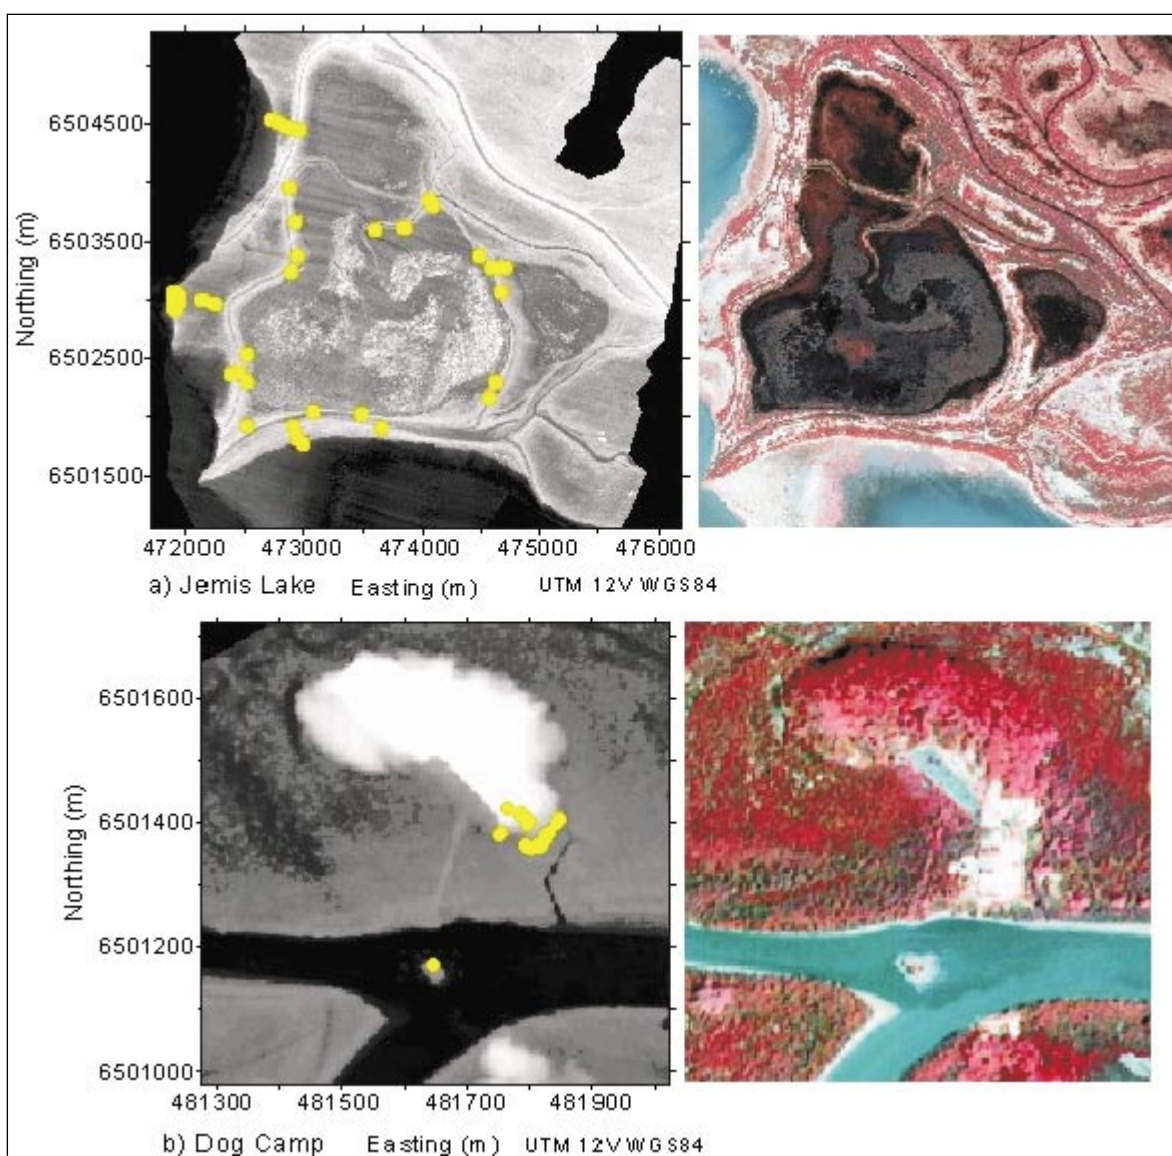 6504500
6503500
6502500
6501500
Northing (m)
472000 473000 474000 475000 476000
a) Jemis Lake Easting (m) UTM 12V WGS84
6501600
6501400
6501200
6501000
Northing (m)
481300 481500 481700 481900
b) Dog Camp Easting (m) UTM 12V WGS84